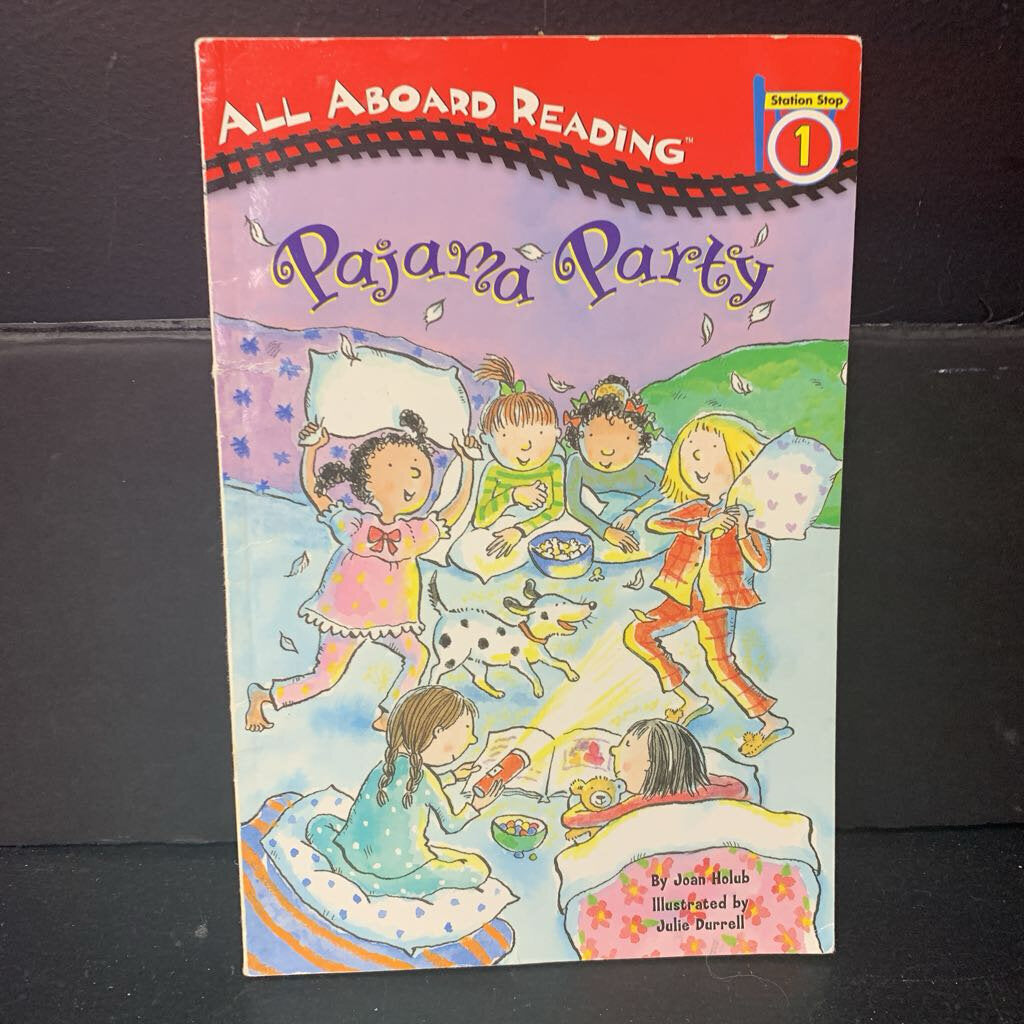 ALL ABOARD READING™
Station Stop
1
Pajama Party
By Joan Holub
Illustrated by
Julie Durrell